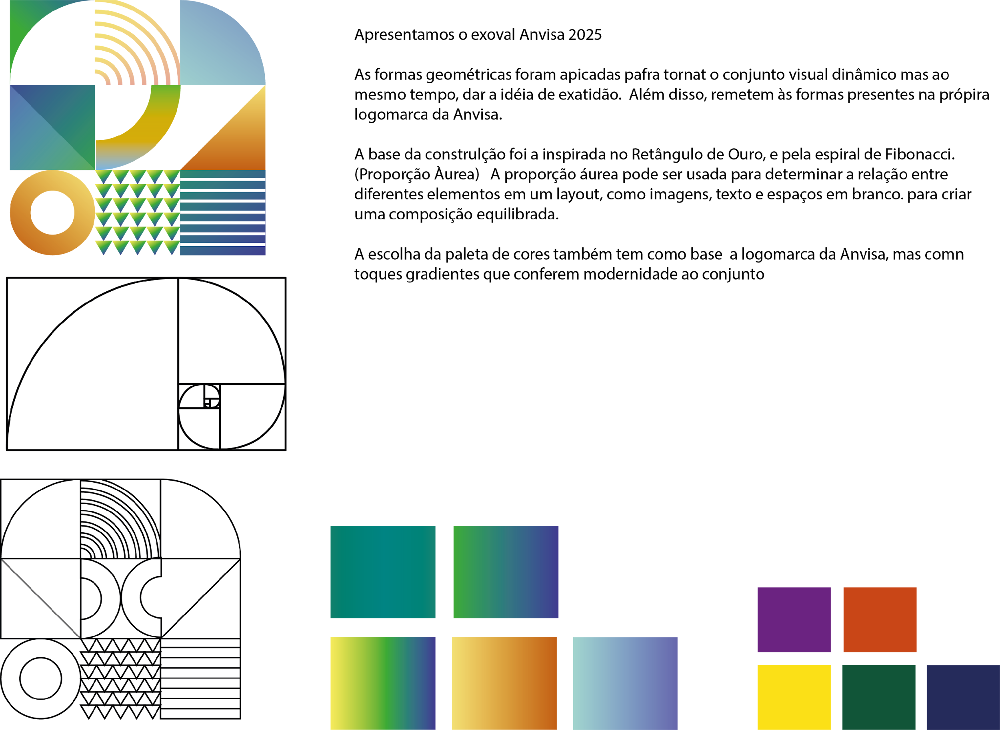 Apresentamos o exoval Anvisa 2025
As formas geométricas foram apicadas pafra tornat o conjunto visual dinâmico mas ao
mesmo tempo, dar a idéia de exatidão.  Além disso, remetem às formas presentes na própira
logomarca da Anvisa.
A base da construlção foi a inspirada no Retângulo de Ouro, e pela espiral de Fibonacci.
(Proporção Àurea)   A proporção áurea pode ser usada para determinar a relação entre
diferentes elementos em um layout, como imagens, texto e espaços em branco. para criar
uma composição equilibrada.
A escolha da paleta de cores também tem como base  a logomarca da Anvisa, mas comn
toques gradientes que conferem modernidade ao conjunto